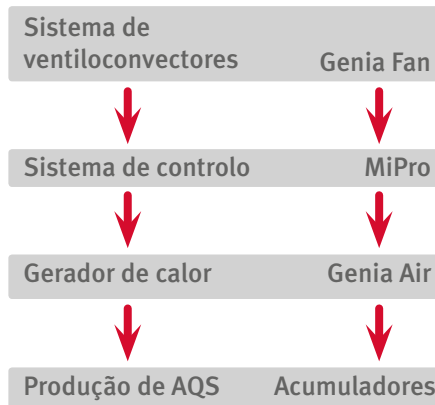 Sistema de
ventiloconvectores Genia Fan
Sistema de controlo MiPro
Gerador de calor Genia Air
Produção de AQS Acumuladores